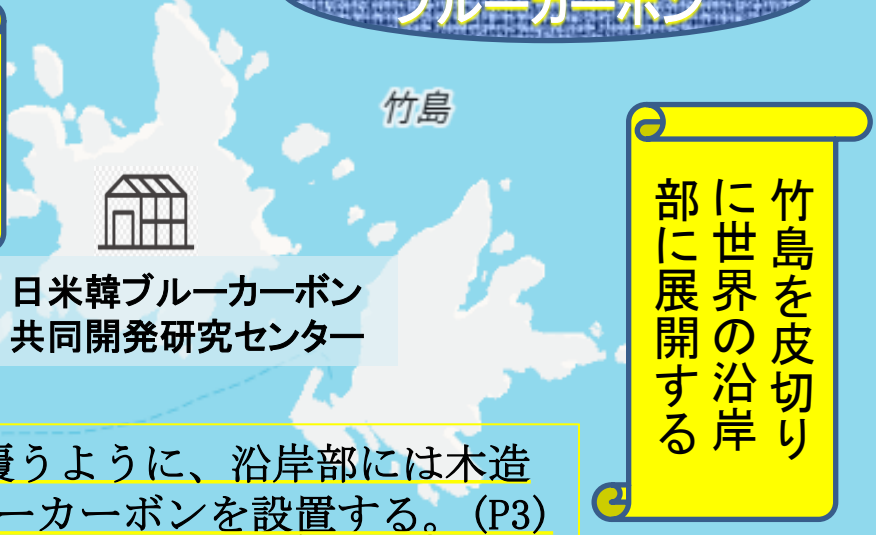 ブルーカーボン
竹島
竹島を皮切り
に世界の沿岸
部に展開する
日米韓ブルーカーボン
共同開発研究センター
覆うように、沿岸部には木造
ーカーボンを設置する。(P3)